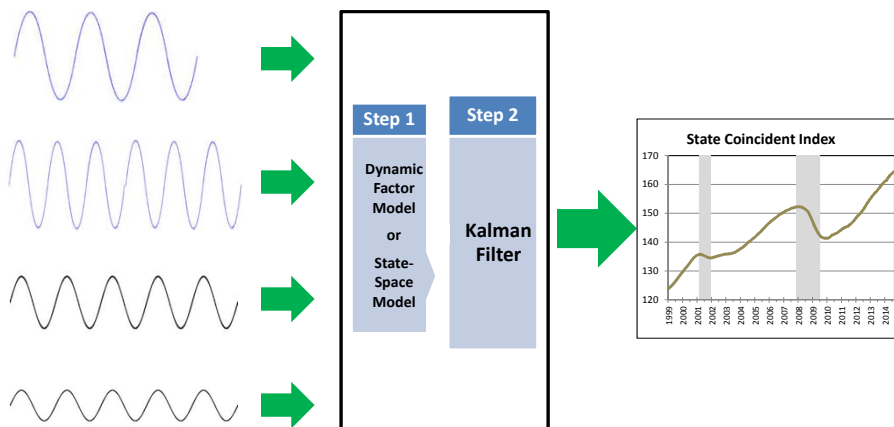 Step 1
Dynamic
Factor
Model
or
State-
Space
Model
Step 2
Kalman
Filter
State Coincident Index
170
160
150
140
130
120
1999
2000
2001
2002
2003
2004
2005
2006
2007
2008
2009
2010
2011
2012
2013
2014